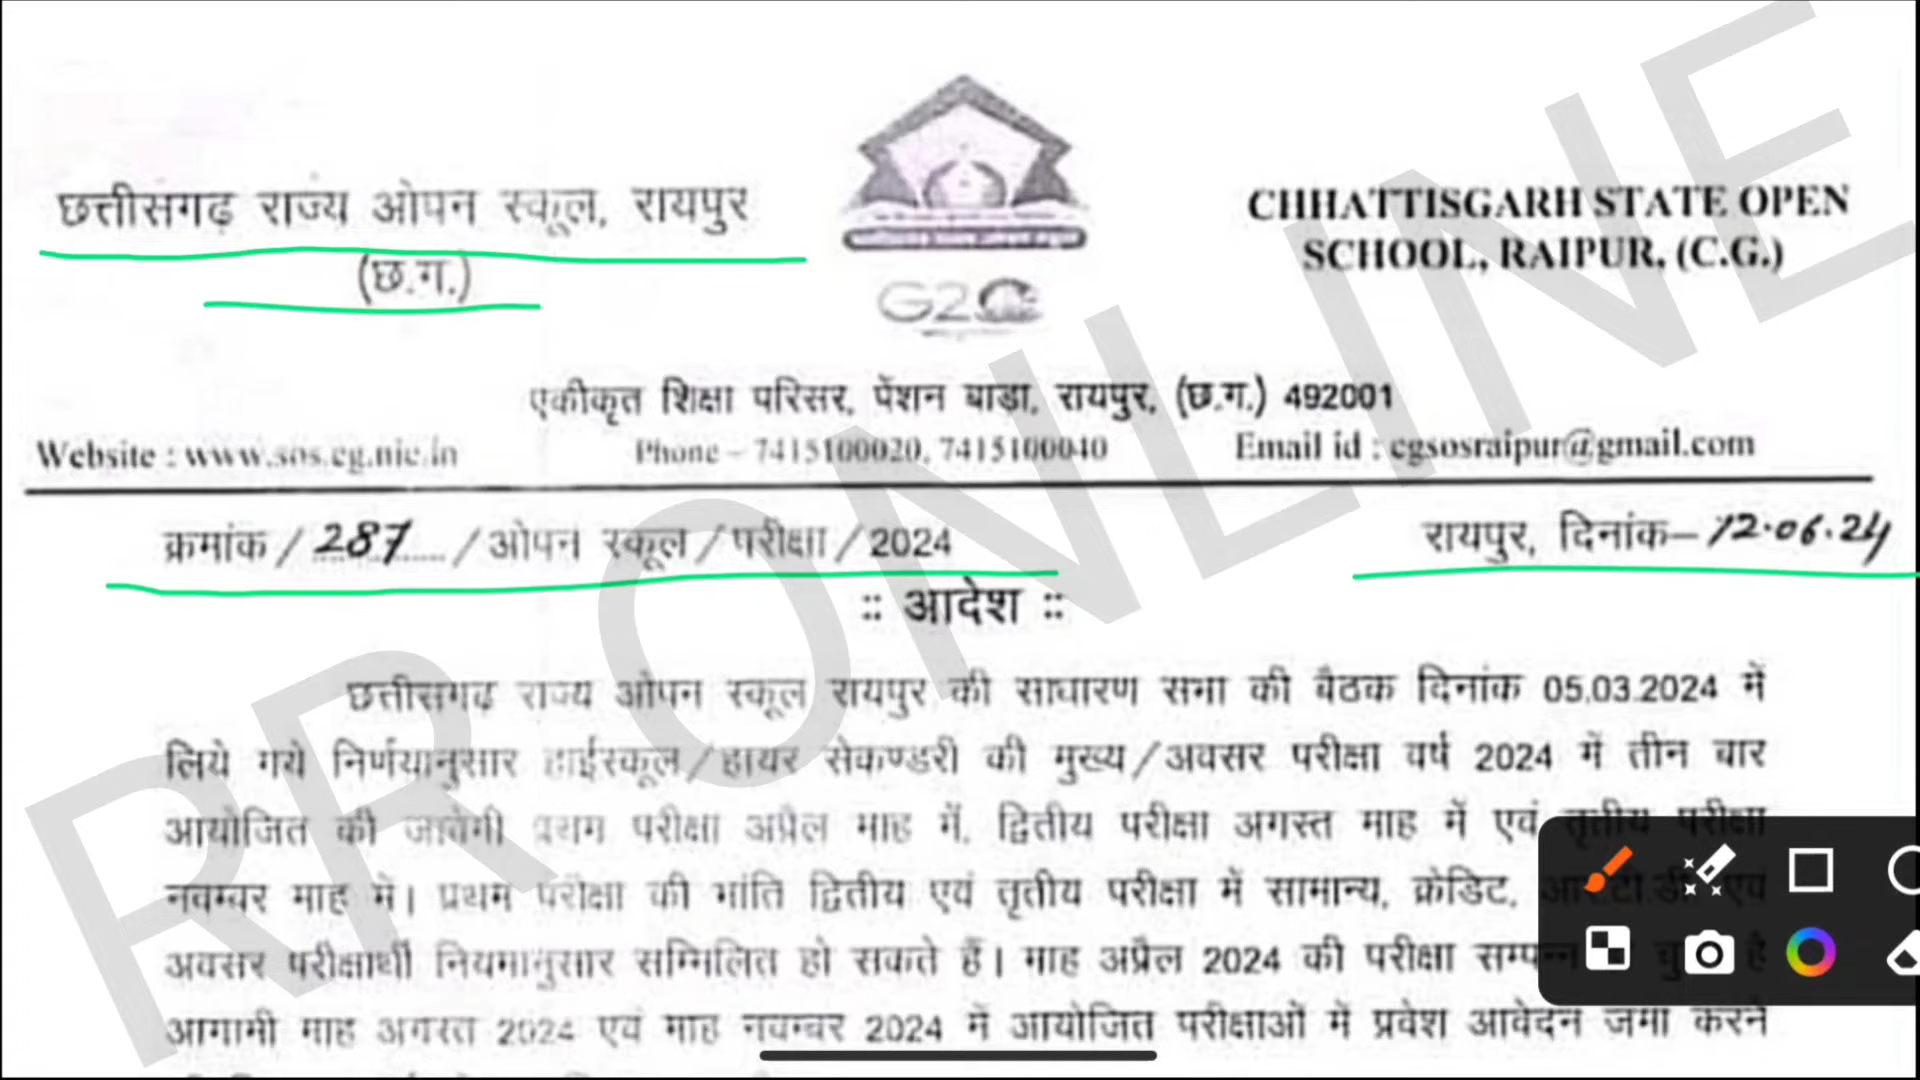 छत्तीसगढ़ राज्य ओपन स्कूल, रायपुर
(छ.ग.)
G20
CHHATTISGARH STATE OPEN
SCHOOL, RAIPUR, (C.G.)
एकीकृत शिक्षा परिसर, पेंशन बाडा, रायपुर, (छ.ग.) 492001
Website : www.sos.cg.nic.in Phone – 7415100020, 7415100040 Email id : cgsosraipur@gmail.com
क्रमांक / 287 / ओपन स्कूल / परीक्षा / 2024 रायपुर, दिनांक– 12.06.24
:: आदेश ::
छत्तीसगढ़ राज्य ओपन स्कूल रायपुर की साधारण सभा की बैठक दिनांक 05.03.2024 में
लिये गये निर्णयानुसार हाईस्कूल/हायर सेकण्डरी की मुख्य/अवसर परीक्षा वर्ष 2024 में तीन बार
आयोजित की जावेगी प्रथम परीक्षा अप्रैल माह में, द्वितीय परीक्षा अगस्त माह में एवं तृतीय परीक्षा
नवम्बर माह में। प्रथम परीक्षा की भांति द्वितीय एवं तृतीय परीक्षा में सामान्य, क्रेडिट, आर.टी.डी. एवं
अवसर परीक्षार्थी नियमानुसार सम्मिलित हो सकते हैं। माह अप्रैल 2024 की परीक्षा सम्पन्न है
आगामी माह अगस्त 2024 एवं माह नवम्बर 2024 में आयोजित परीक्षाओं में प्रवेश आवेदन जमा करने
RR ONLINE